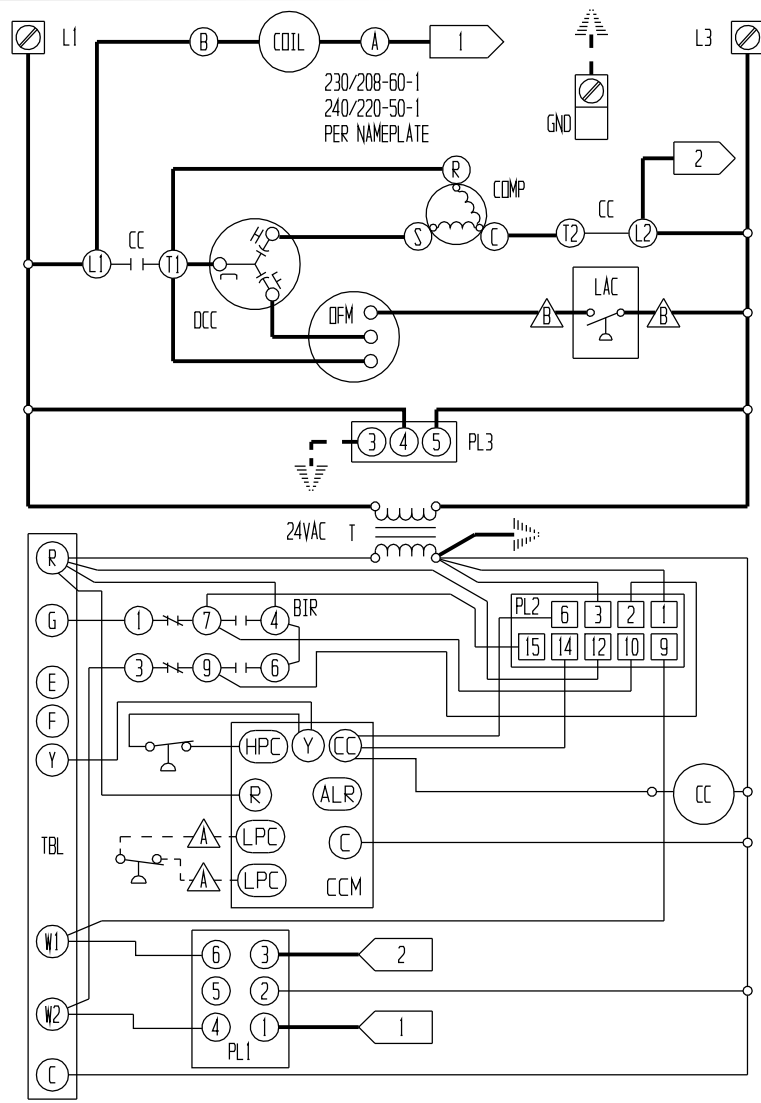 L1
B
COIL
A
1
L3
230/208-60-1
240/220-50-1
PER NAMEPLATE
GND
2
R
COMP
CC
S
C
T2
L2
CC
L1
T1
H
C
F
DCC
OFM
B
LAC
B
3
4
5
PL3
24VAC T
R
G
1
7
4
BIR
PL2
6
3
2
1
15
14
12
10
9
3
9
6
E
F
Y
HPC
Y
CC
CC
R
ALR
TBL
A
LPC
C
A
LPC
CCM
W1
6
3
2
5
2
W2
4
1
1
PL1
C